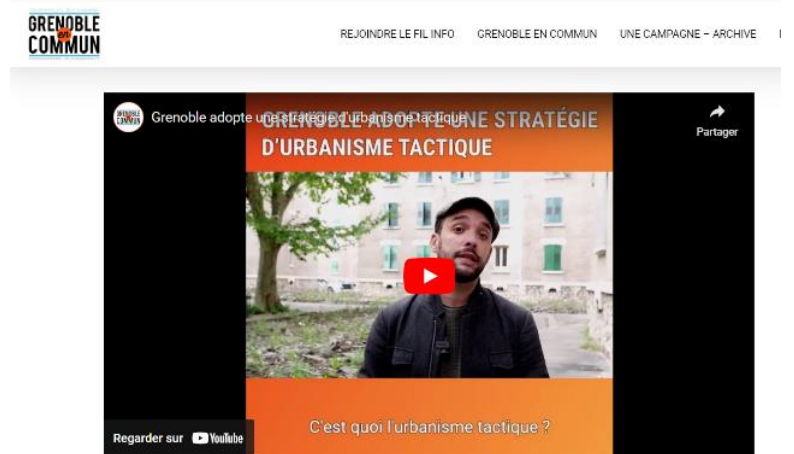 GRENOBLE
en
COMMUN
REJOINDRE LE FIL INFO
GRENOBLE EN COMMUN
UNE CAMPAGNE – ARCHIVE
Grenoble adopte une stratégie d'urbanisme tactique
GRENOBLE ADOPTE UNE STRATÉGIE
D'URBANISME TACTIQUE
Partager
C'est quoi l'urbanisme tactique ?
Regarder sur YouTube